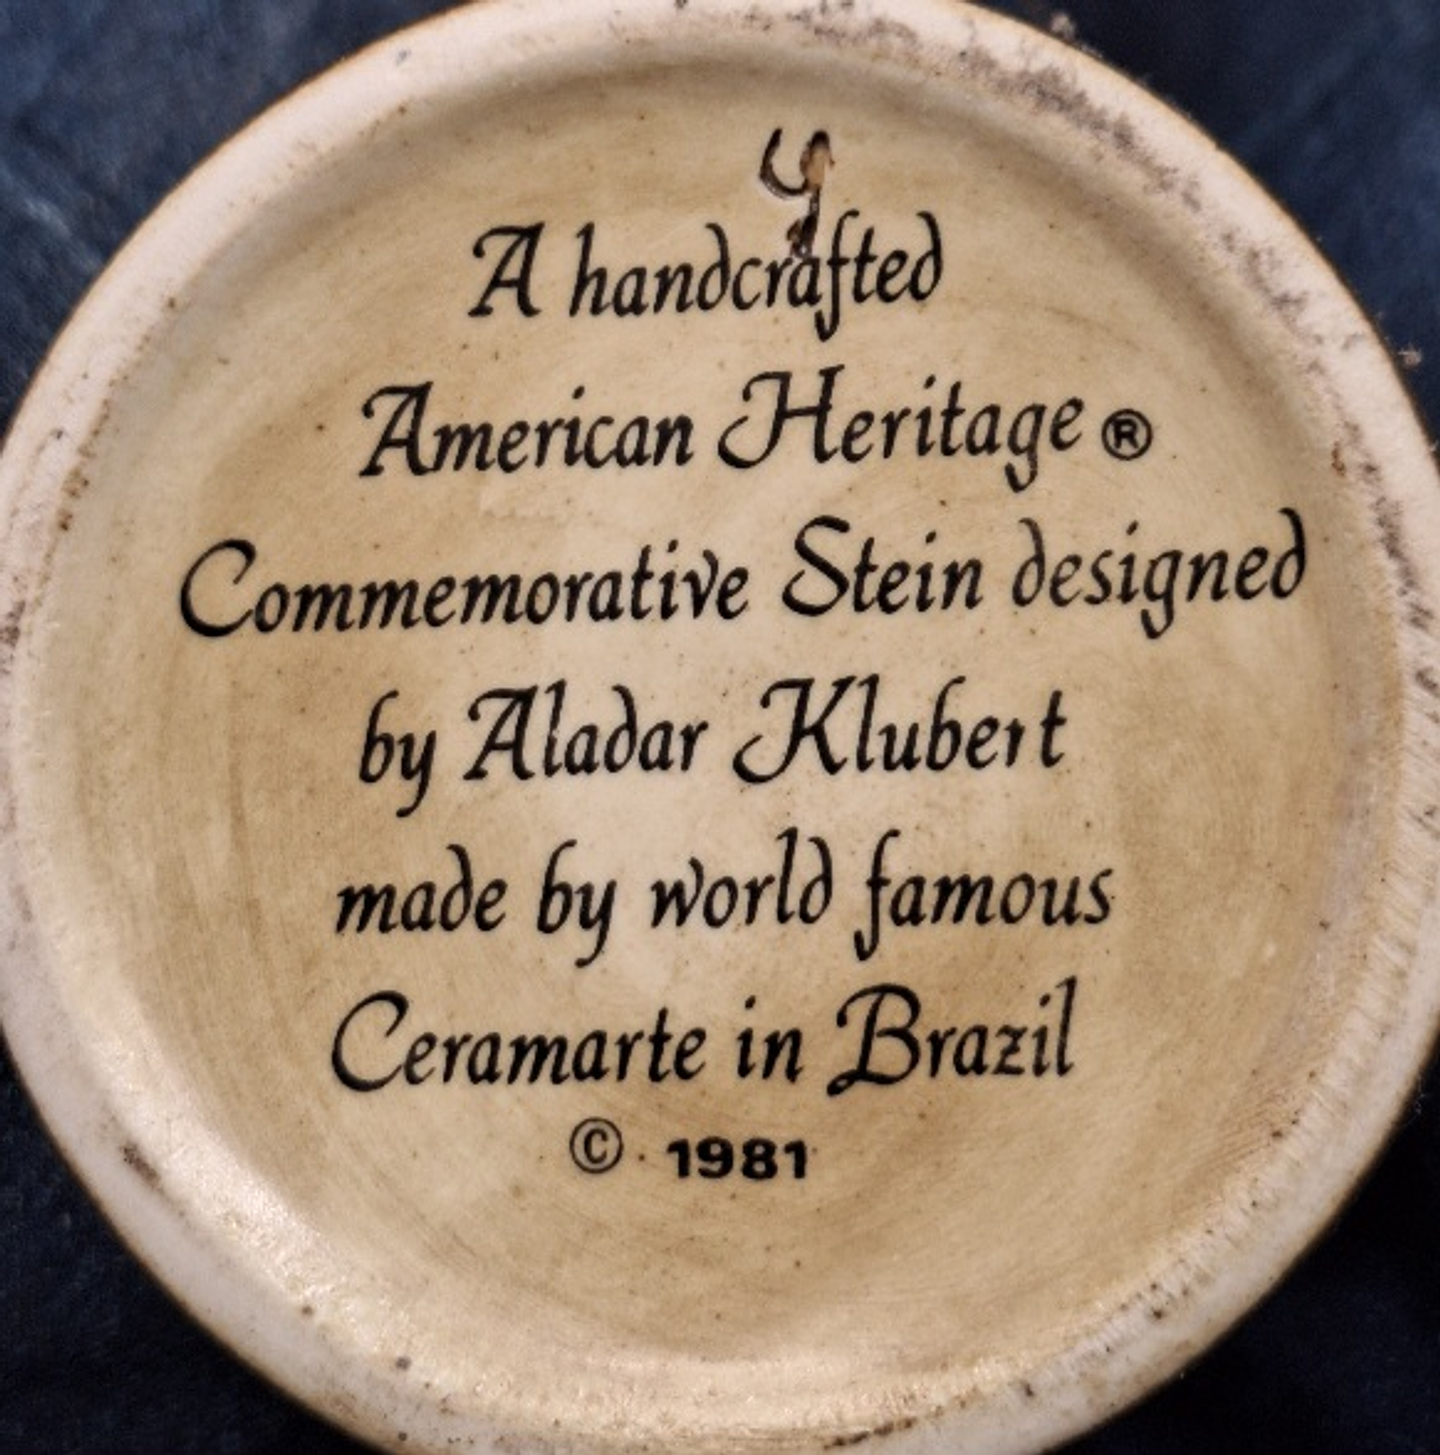 y
A handcrafted
American Heritage ®
Commemorative Stein designed
by Aladar Klubert
made by world famous
Ceramarte in Brazil
© 1981